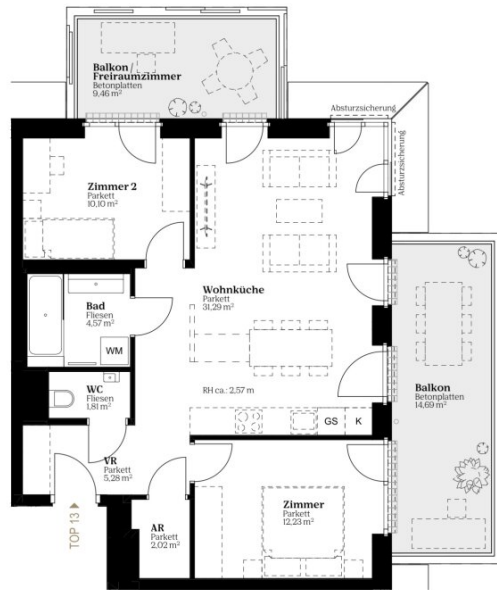 Balkon /
Freiraumzimmer
Betonplatten
9,46 m²
Absturzsicherung
Absturzsicherung
Zimmer 2
Parkett
10,10 m²
Wohnküche
Parkett
31,29 m²
Bad
Fliesen
4,57 m²
WM
Balkon
Betonplatten
14,69 m²
WC
Fliesen
1,81 m²
RH ca.: 2.57 m
GS
K
VR
Parkett
5,28 m²
Zimmer
Parkett
12,23 m²
AR
Parkett
2,02 m²
TOP 13